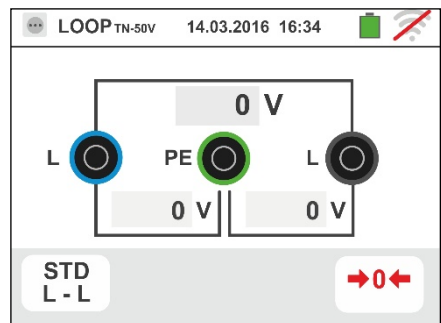 LOOP TN-50V 14.03.2016 16:34
0 V
L PE L
0 V 0 V
STD
L - L
0